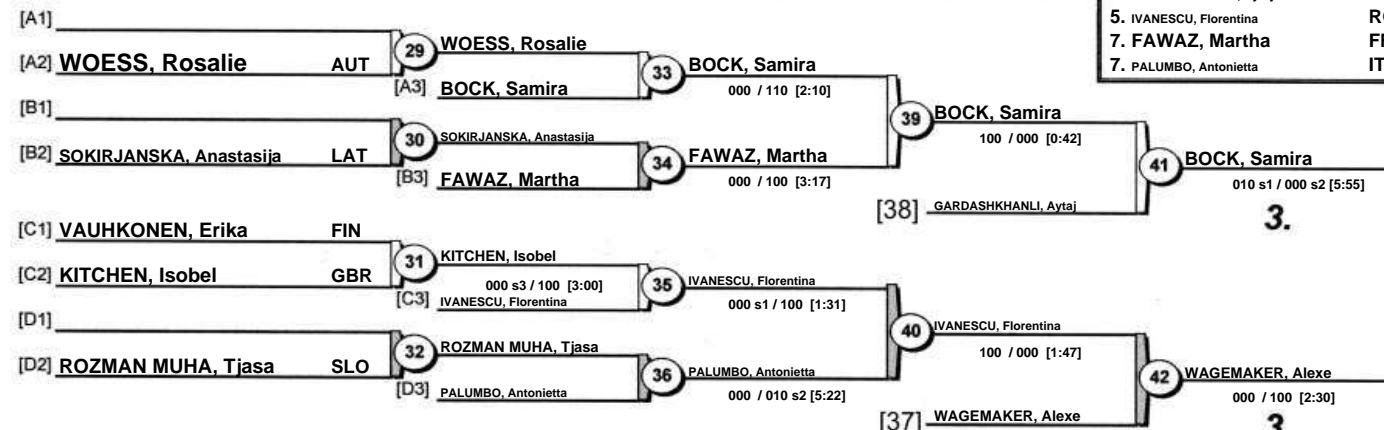 5. IVANESCU, Florentina
7. FAWAZ, Martha
7. PALUMBO, Antonietta
[A1]
[A2] WOESS, Rosalie AUT
29 WOESS, Rosalie
[A3] BOCK, Samira
33 BOCK, Samira
000 / 110 [2:10]
[B1]
[B2] SOKIRJANSKA, Anastasija LAT
30 SOKIRJANSKA, Anastasija
[B3] FAWAZ, Martha
34 FAWAZ, Martha
000 / 100 [3:17]
39 BOCK, Samira
100 / 000 [0:42]
[38] GARDASHKHANLI, Aytaj
41 BOCK, Samira
010 s1 / 000 s2 [5:55]
3.
[C1] VAUHKONEN, Erika FIN
[C2] KITCHEN, Isobel GBR
31 KITCHEN, Isobel
000 s3 / 100 [3:00]
[C3] IVANESCU, Florentina
35 IVANESCU, Florentina
000 s1 / 100 [1:31]
[D1]
[D2] ROZMAN MUHA, Tjasa SLO
32 ROZMAN MUHA, Tjasa
[D3] PALUMBO, Antonietta
36 PALUMBO, Antonietta
000 / 010 s2 [5:22]
40 IVANESCU, Florentina
100 / 000 [1:47]
[37] WAGEMAKER, Alexe
42 WAGEMAKER, Alexe
000 / 100 [2:30]
3